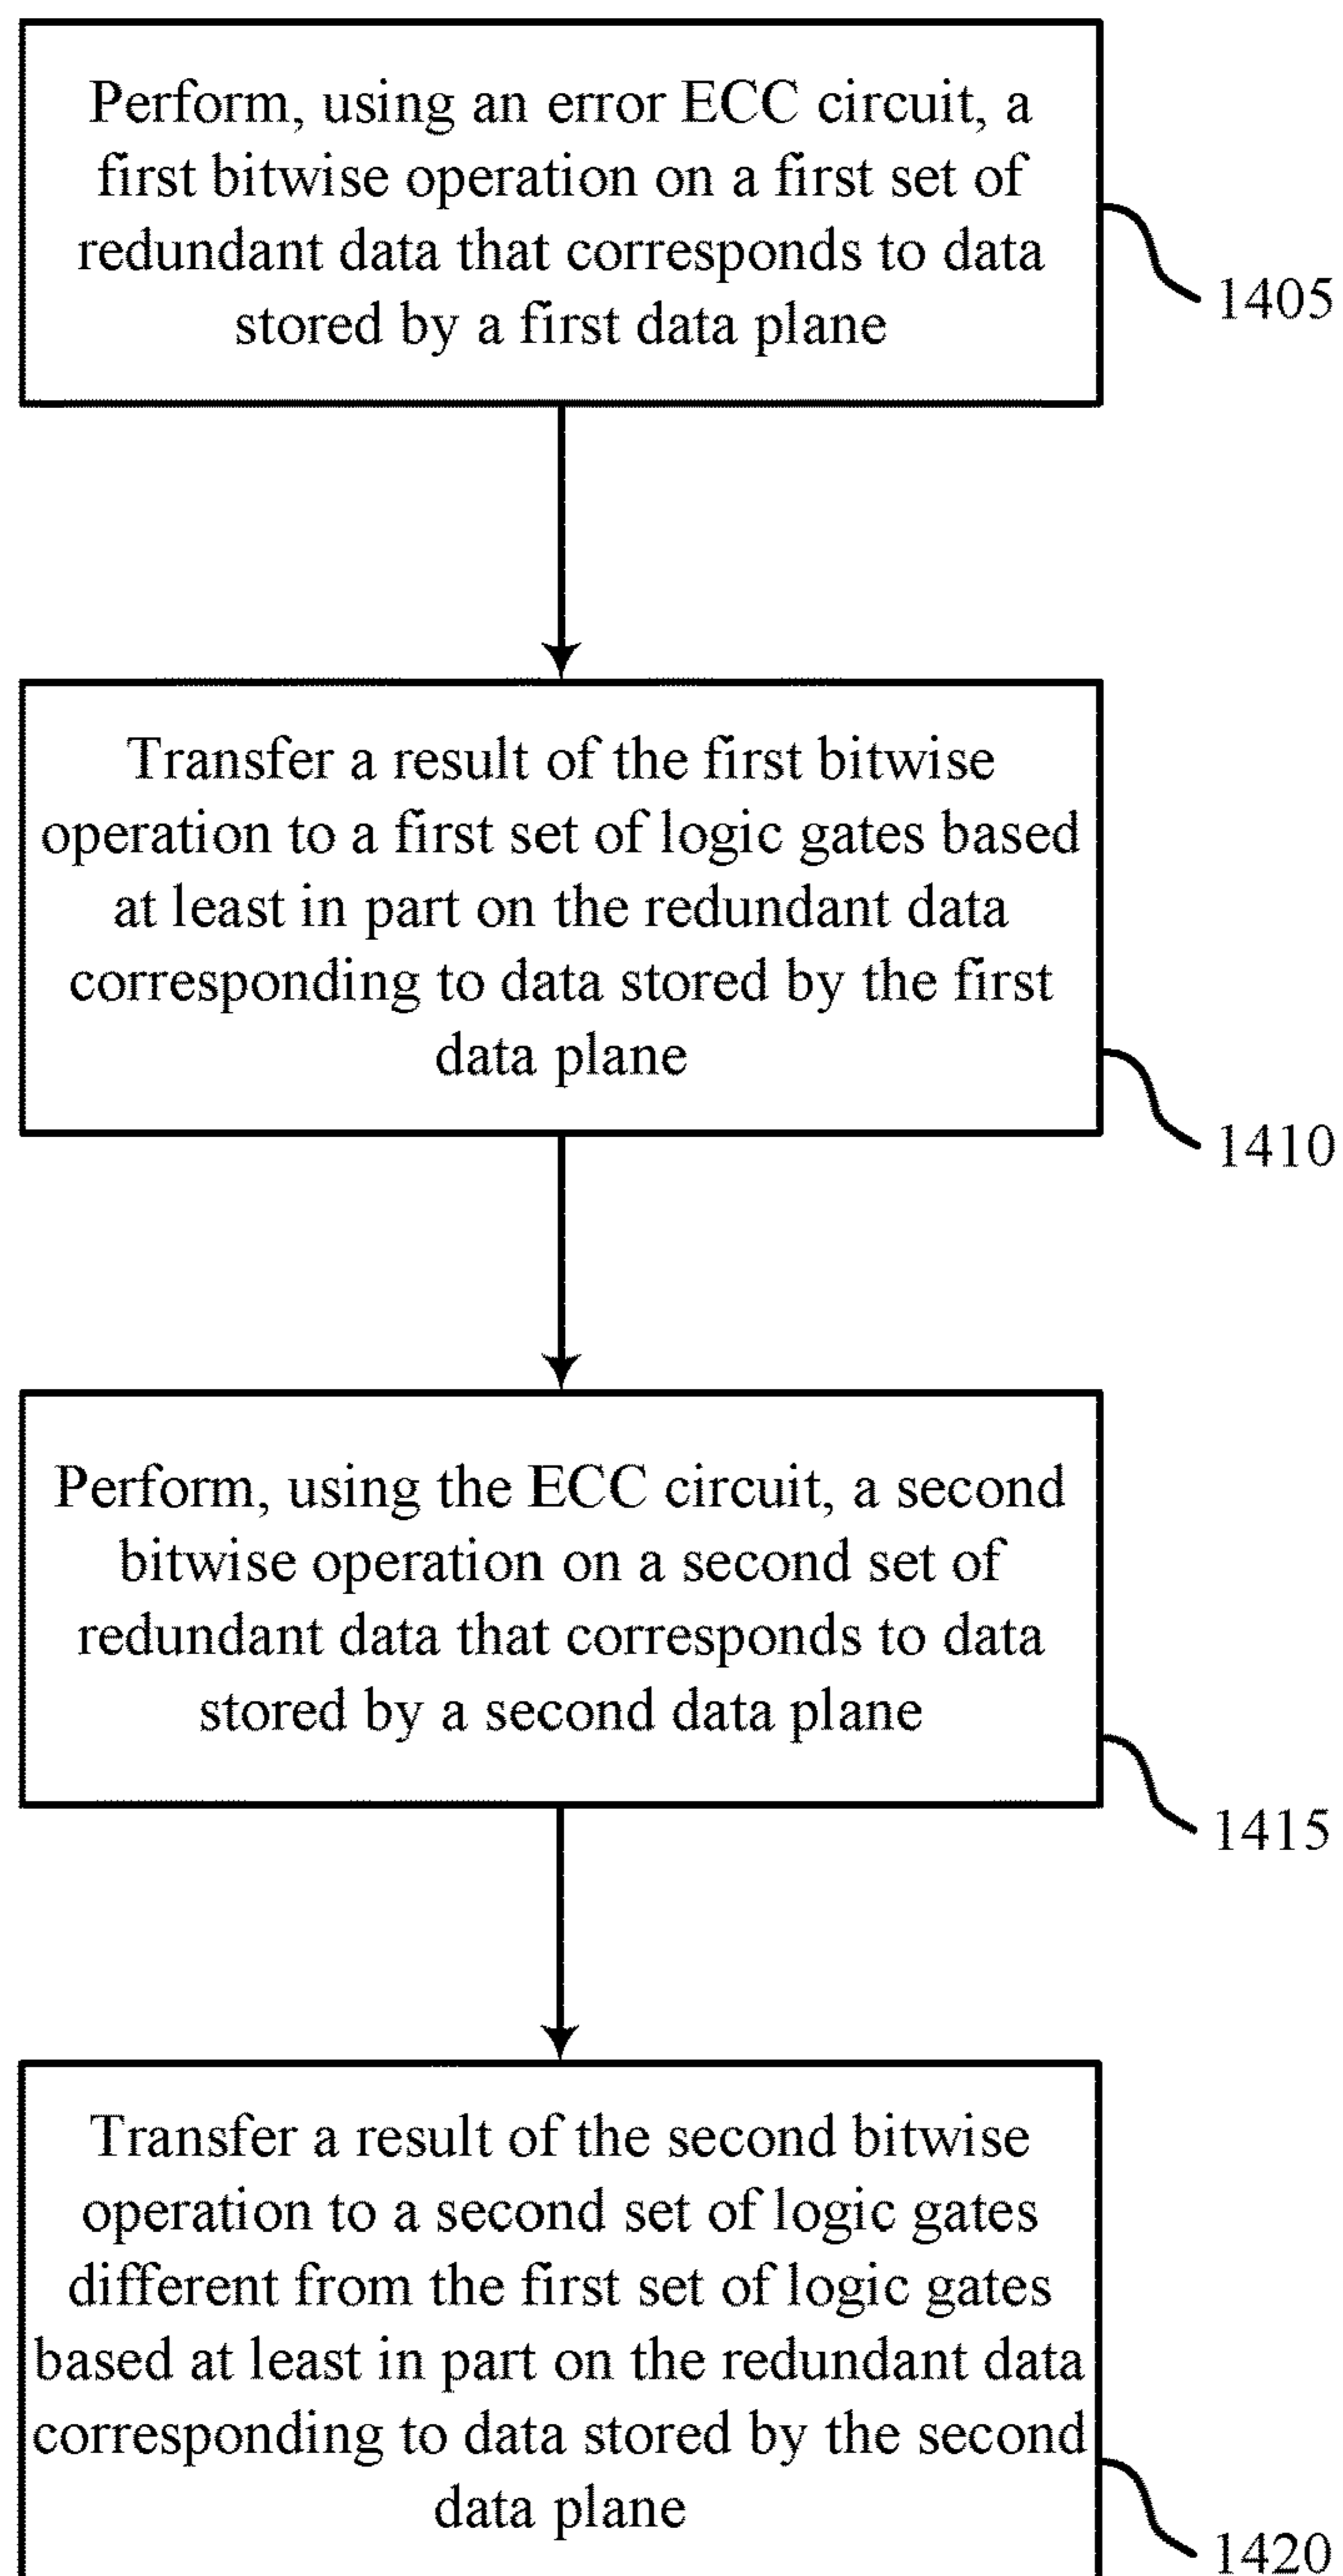 Perform, using an error ECC circuit, a
first bitwise operation on a first set of
redundant data that corresponds to data
stored by a first data plane
1405
Transfer a result of the first bitwise
operation to a first set of logic gates based
at least in part on the redundant data
corresponding to data stored by the first
data plane
1410
Perform, using the ECC circuit, a second
bitwise operation on a second set of
redundant data that corresponds to data
stored by a second data plane
1415
Transfer a result of the second bitwise
operation to a second set of logic gates
different from the first set of logic gates
based at least in part on the redundant data
corresponding to data stored by the second
data plane
1420